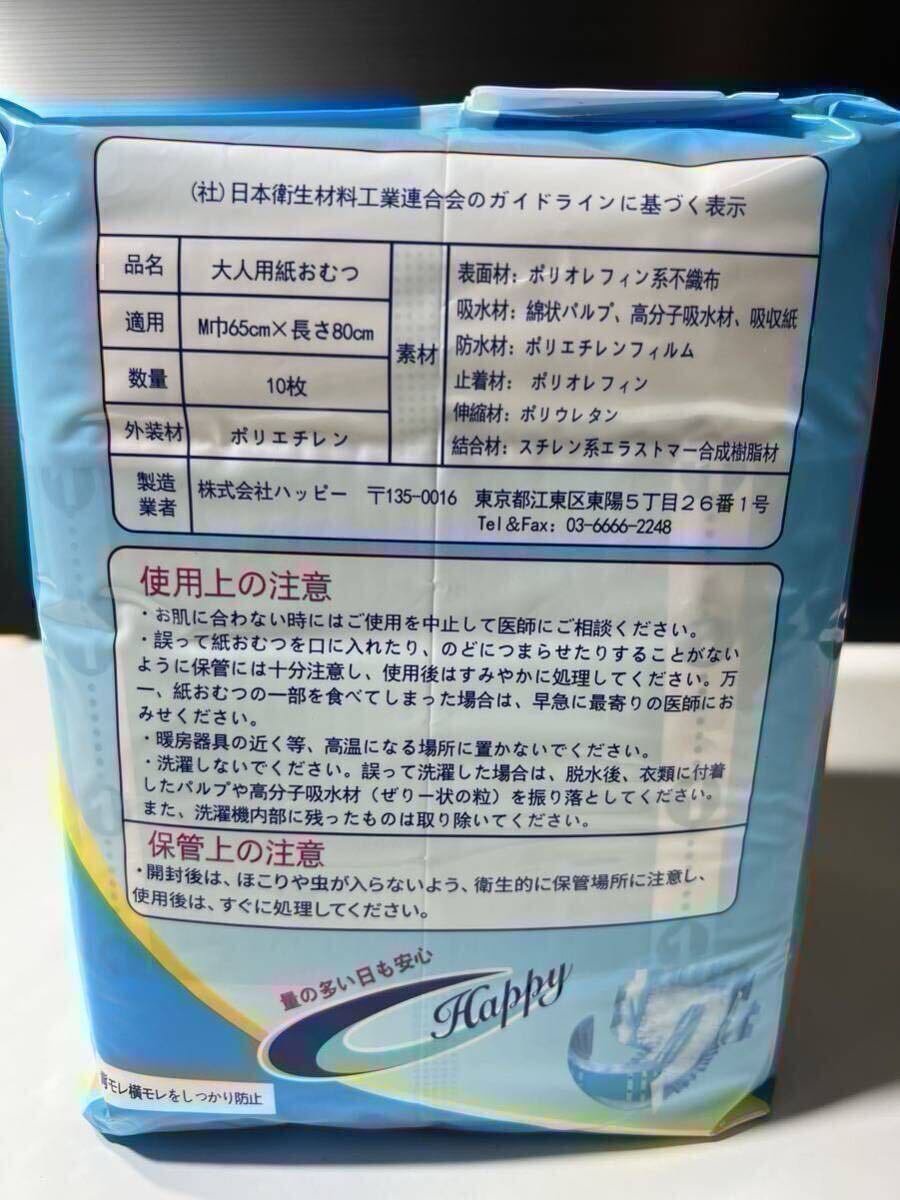 (社)日本衛生材料工業連合会のガイドラインに基づく表示
品名 大人用紙おむつ
適用 M巾65cm×長さ80cm
数量 10枚
外装材 ポリエチレン
素材
表面材: ポリオレフィン系不織布
吸水材: 綿状パルプ、高分子吸水材、吸収紙
防水材: ポリエチレンフィルム
止着材: ポリオレフィン
伸縮材: ポリウレタン
結合材: スチレン系エラストマー合成樹脂材
製造業者 株式会社ハッピー 〒135-0016 東京都江東区東陽5丁目26番1号
Tel&Fax: 03-6666-2248
使用上の注意
・お肌に合わない時にはご使用を中止して医師にご相談ください。
・誤って紙おむつを口に入れたり、のどにつまらせたりすることがない
ように保管には十分注意し、使用後はすみやかに処理してください。万
一、紙おむつの一部を食べてしまった場合は、早急に最寄りの医師にお
みせください。
・暖房器具の近く等、高温になる場所に置かないでください。
・洗濯しないでください。誤って洗濯した場合は、脱水後、衣類に付着
したパルプや高分子吸水材(ぜりー状の粒)を振り落としてください。
また、洗濯機内部に残ったものは取り除いてください。
保管上の注意
・開封後は、ほこりや虫が入らないよう、衛生的に保管場所に注意し、
使用後は、すぐに処理してください。
量の多い日も安心
Happy
モレ横モレをしっかり防止